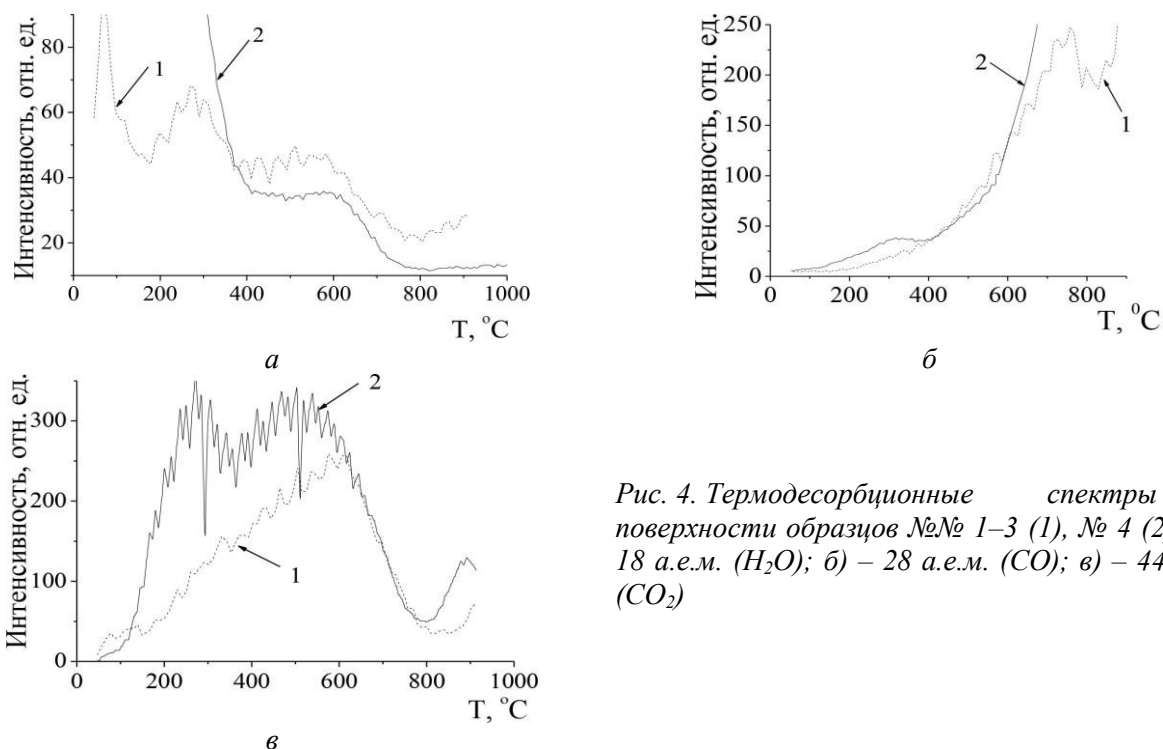 Интенсивность, отн. ед.
80
60
40
20
0 200 400 600 800 1000
T, °C
1
2
а
Интенсивность, отн. ед.
250
200
150
100
50
0
0 200 400 600 800
T, ⁰C
2
1
б
Интенсивность, отн. ед.
300
200
100
0
0 200 400 600 800 1000
T, °C
2
1
в
Рис. 4. Термодесорбционные спектры
поверхности образцов №№ 1–3 (1), № 4 (2)
18 а.е.м. (H₂O); б) – 28 а.е.м. (CO); в) – 44
(CO₂)